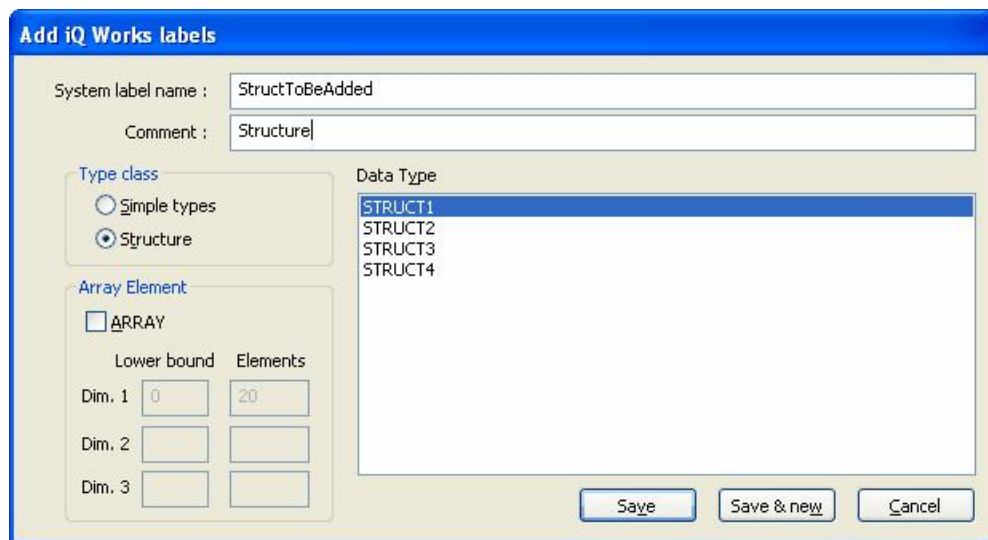 Add iQ Works labels
System label name : StructToBeAdded
Comment : Structure
Type class
Simple types
Structure
Data Type
STRUCT1
STRUCT2
STRUCT3
STRUCT4
Array Element
ARRAY
Lower bound Elements
Dim. 1 0 20
Dim. 2
Dim. 3
Save Save & new Cancel